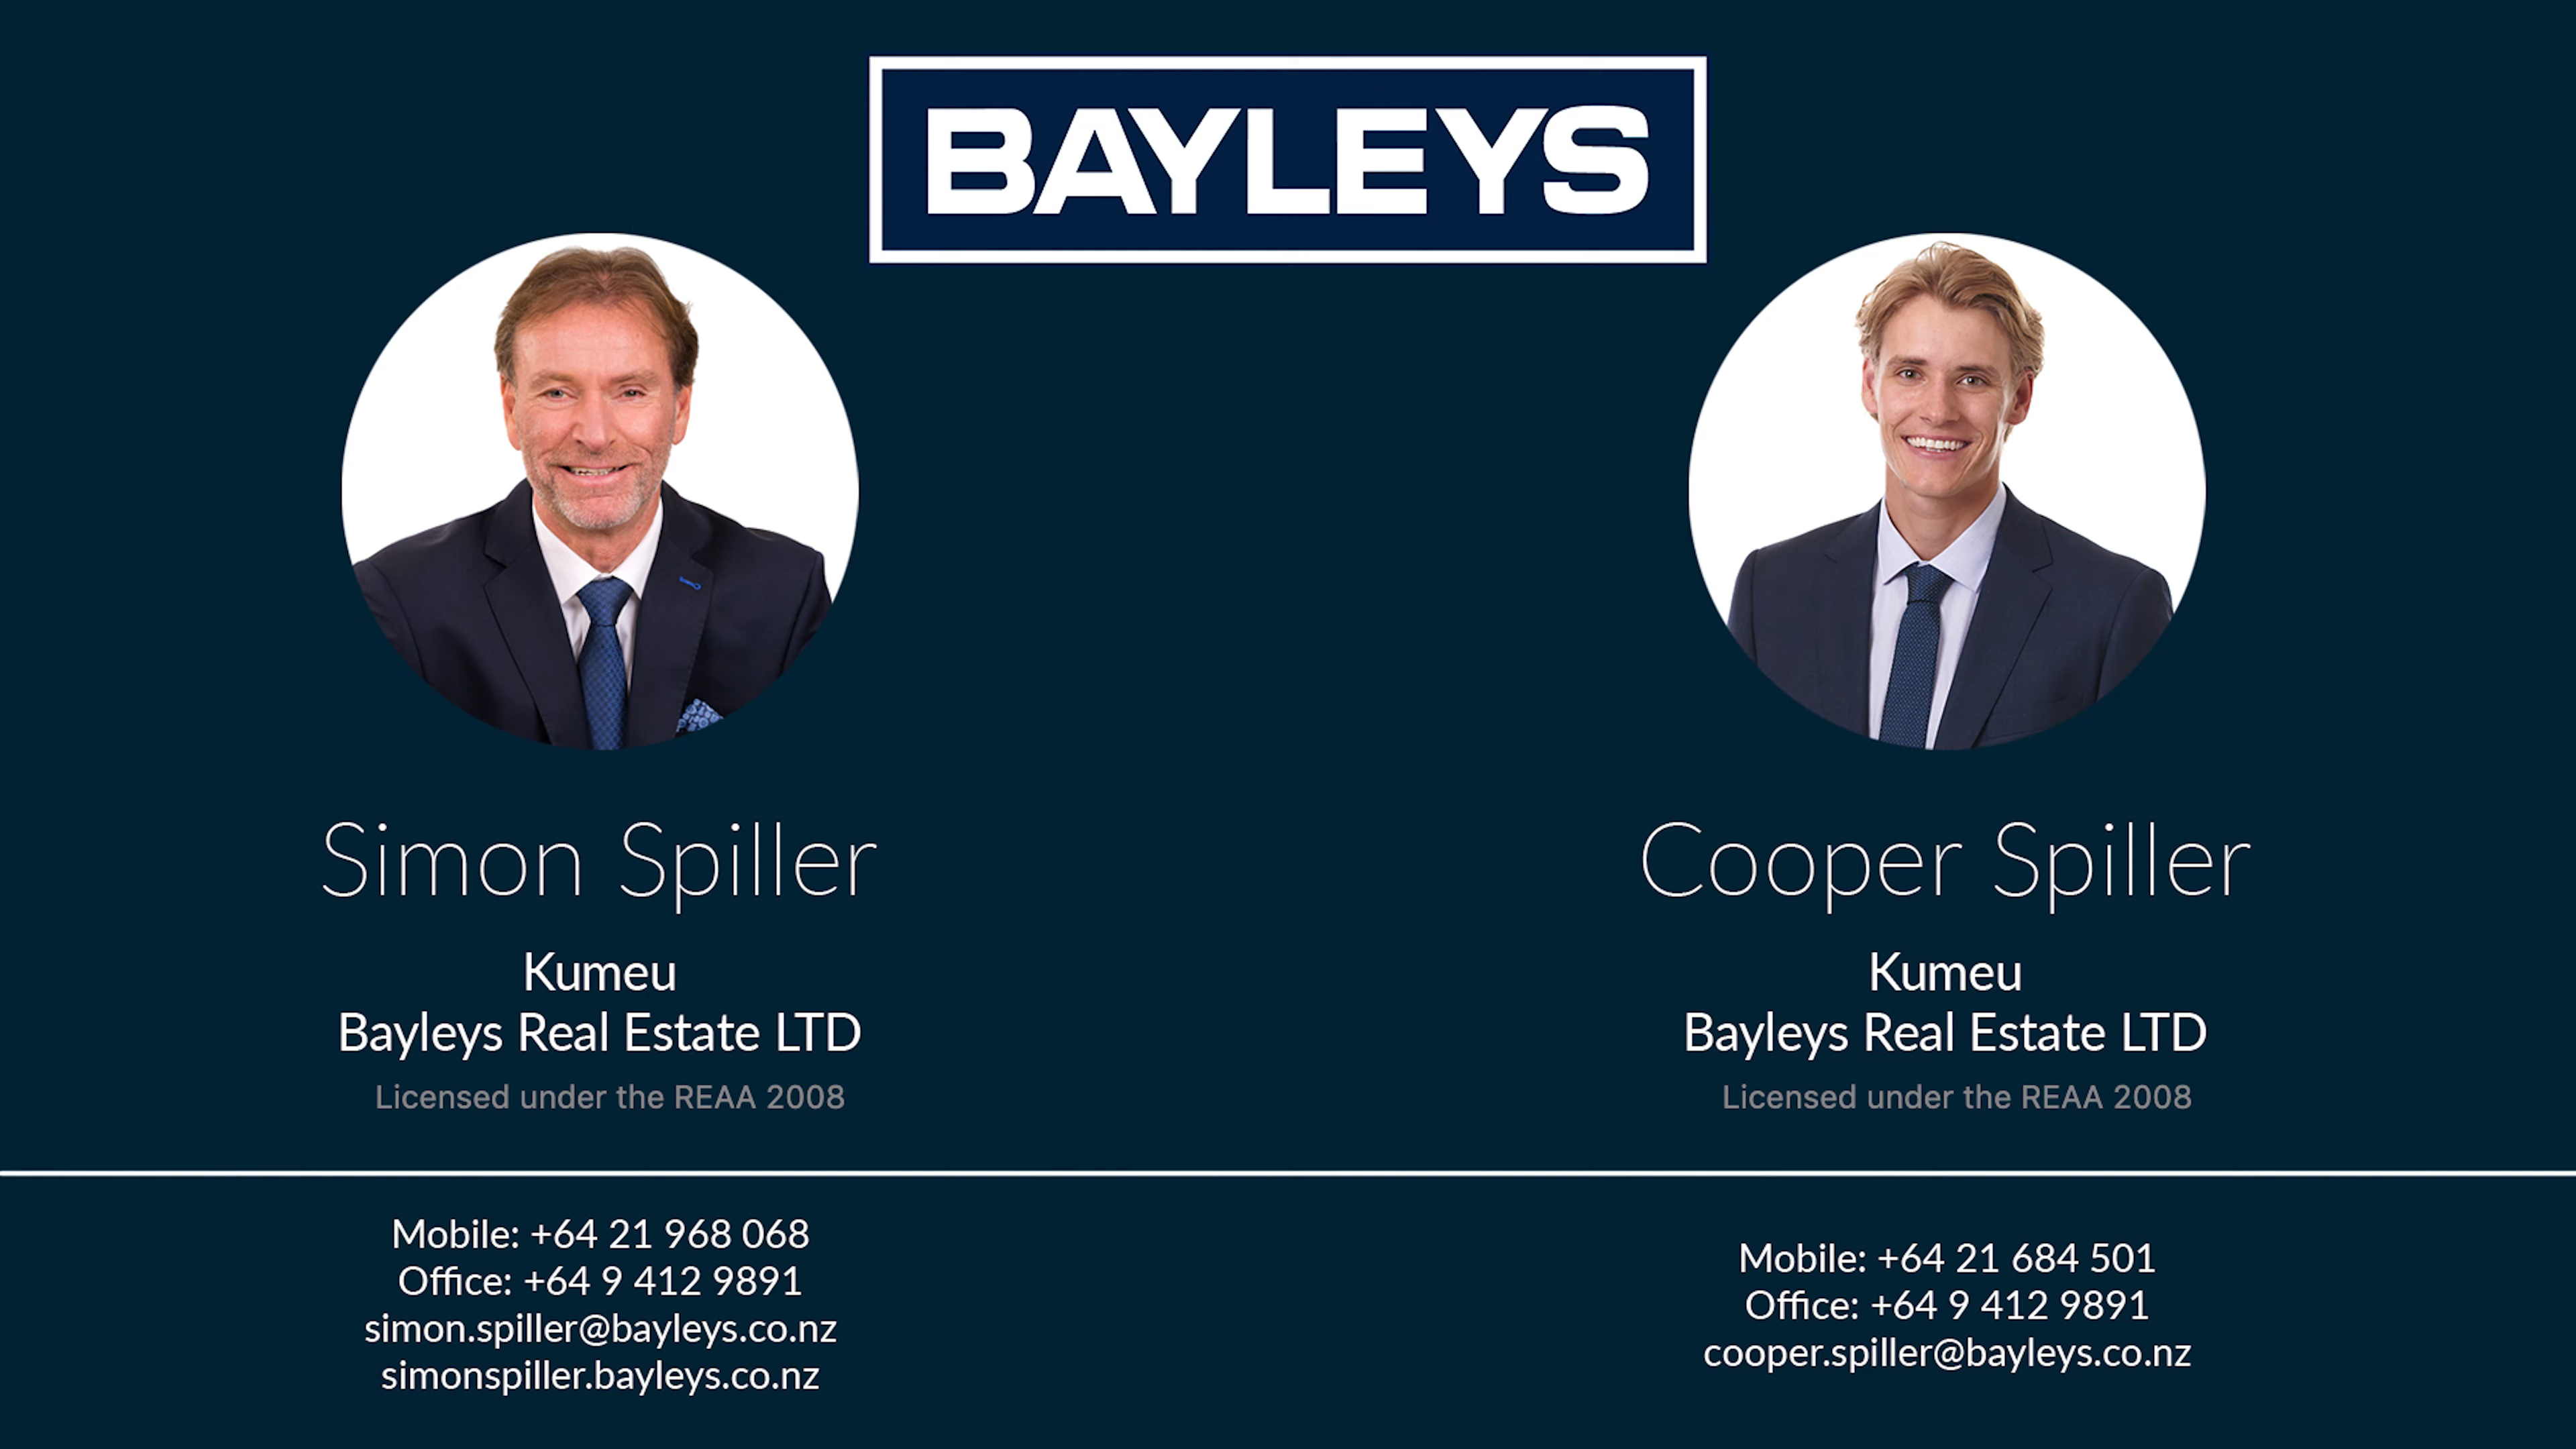 BAYLEYS
Simon Spiller
Kumeu
Bayleys Real Estate LTD
Licensed under the REAA 2008
Mobile: +64 21 968 068
Office: +64 9 412 9891
simon.spiller@bayleys.co.nz
simonspiller.bayleys.co.nz
Cooper Spiller
Kumeu
Bayleys Real Estate LTD
Licensed under the REAA 2008
Mobile: +64 21 684 501
Office: +64 9 412 9891
cooper.spiller@bayleys.co.nz